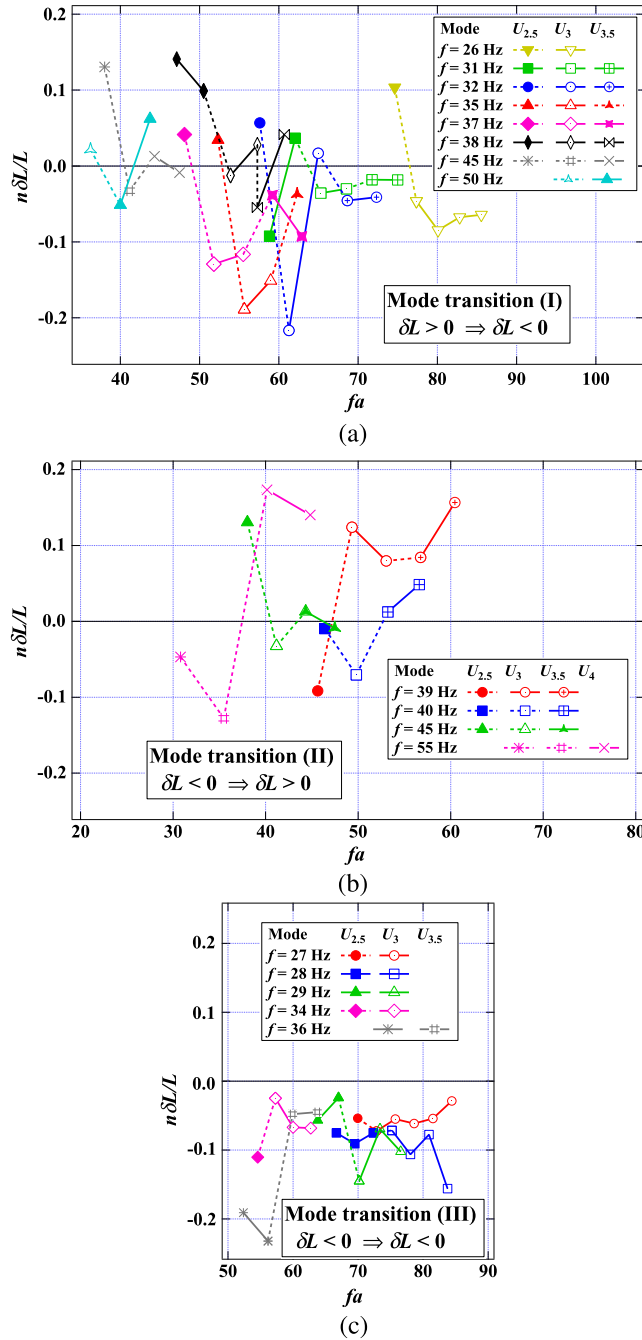 Mode U2.5 U3 U3.5
f = 26 Hz
f = 31 Hz
f = 32 Hz
f = 35 Hz
f = 37 Hz
f = 38 Hz
f = 45 Hz
f = 50 Hz
0.2
0.1
0.0
-0.1
-0.2
nδL/L
Mode transition (I)
δL > 0 ⇒ δL < 0
40 50 60 70 80 90 100
fa
(a)
0.2
0.1
0.0
-0.1
-0.2
nδL/L
Mode U2.5 U3 U3.5 U4
f = 39 Hz
f = 40 Hz
f = 45 Hz
f = 55 Hz
Mode transition (II)
δL < 0 ⇒ δL > 0
20 30 40 50 60 70 80
fa
(b)
Mode U2.5 U3 U3.5
f = 27 Hz
f = 28 Hz
f = 29 Hz
f = 34 Hz
f = 36 Hz
0.2
0.1
0.0
-0.1
-0.2
nδL/L
Mode transition (III)
δL < 0 ⇒ δL < 0
50 60 70 80 90
fa
(c)